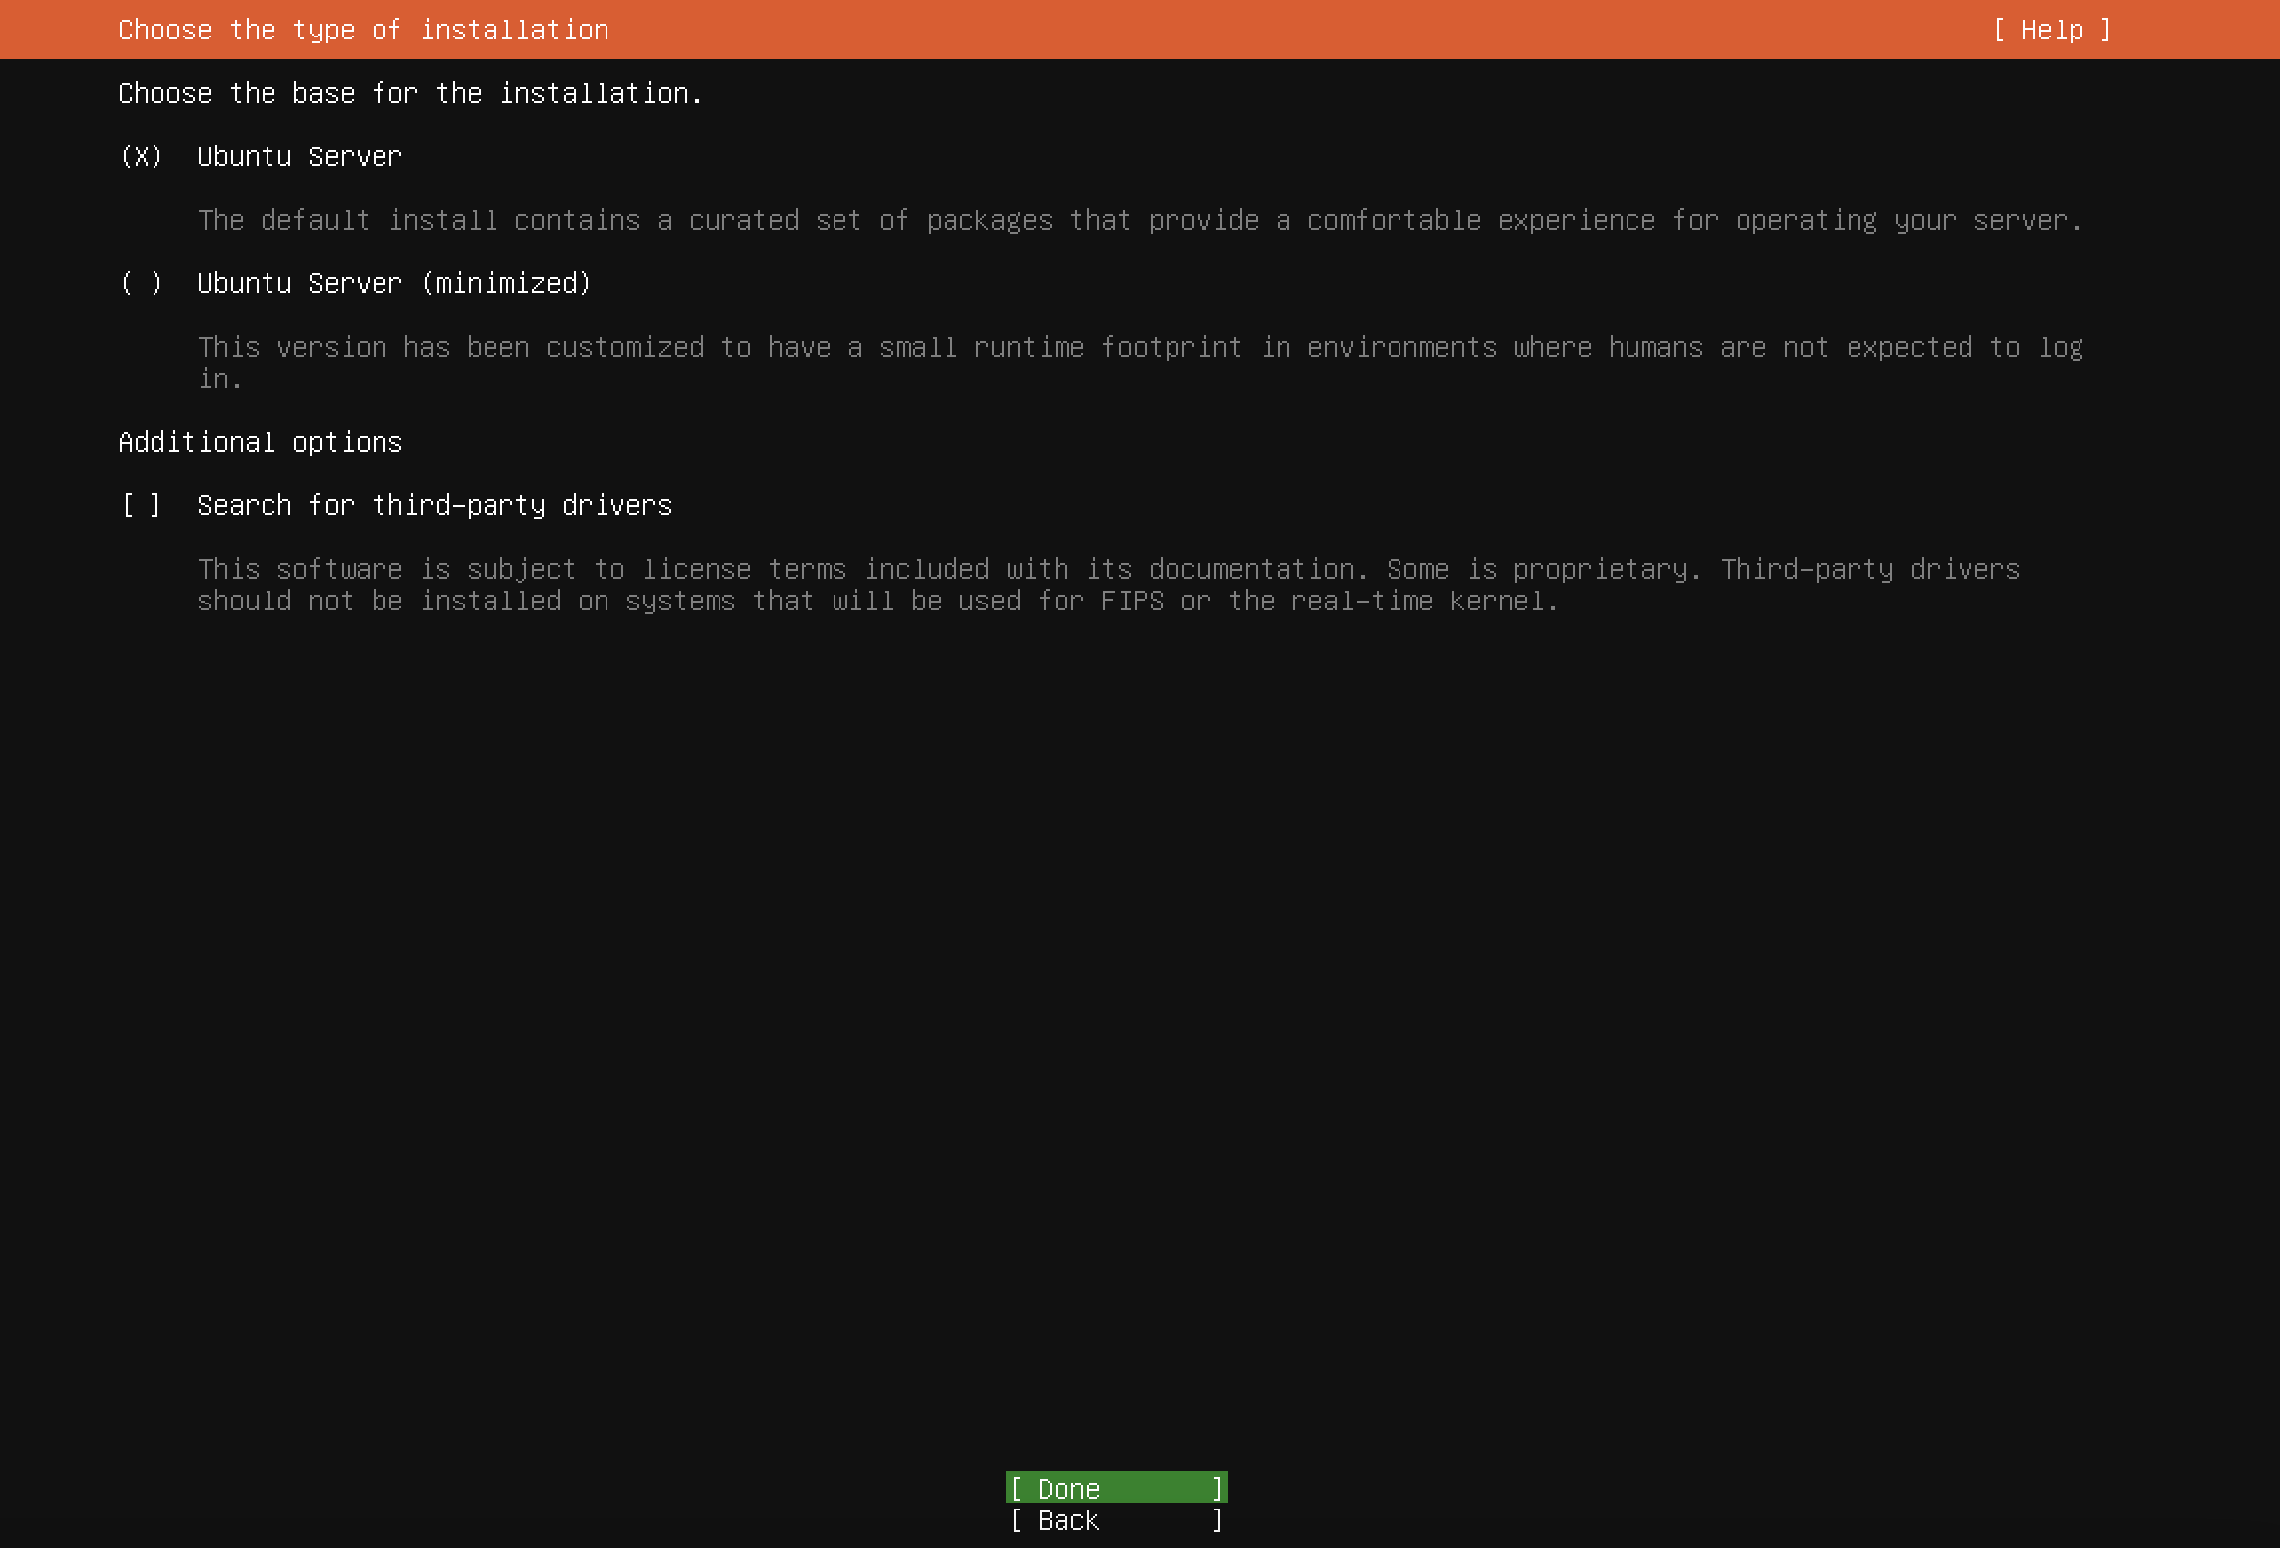 Choose the type of installation [ Help ]
Choose the base for the installation.
(X) Ubuntu Server
The default install contains a curated set of packages that provide a comfortable experience for operating your server.
( ) Ubuntu Server (minimized)
This version has been customized to have a small runtime footprint in environments where humans are not expected to log
in.
Additional options
[ ] Search for third-party drivers
This software is subject to license terms included with its documentation. Some is proprietary. Third-party drivers
should not be installed on systems that will be used for FIPS or the real-time kernel.
[ Done ]
[ Back ]